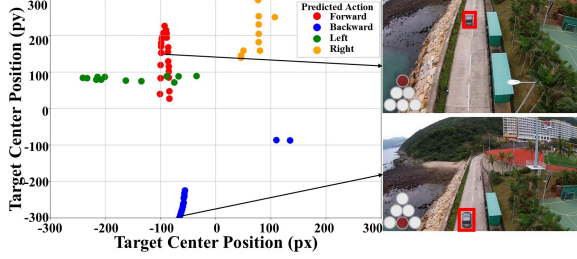 Predicted Action
Forward
Backward
Left
Right
Target Center Position (py)
300
200
100
0
-100
-200
-300
-300
-200
-100
0
100
200
300
Target Center Position (px)